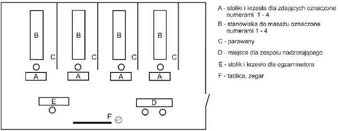 A - stoliki i krzesła dla zdających oznaczone
numerami 1 - 4
B - stanowiska do masażu oznaczone
numerami 1 - 4
C - parawany
D - miejsce dla zespołu nadzorującego
E - stolik i krzesło dla egzaminatora
F - tablica, zegar
B B B B
C C C C
A A A A
E D
F